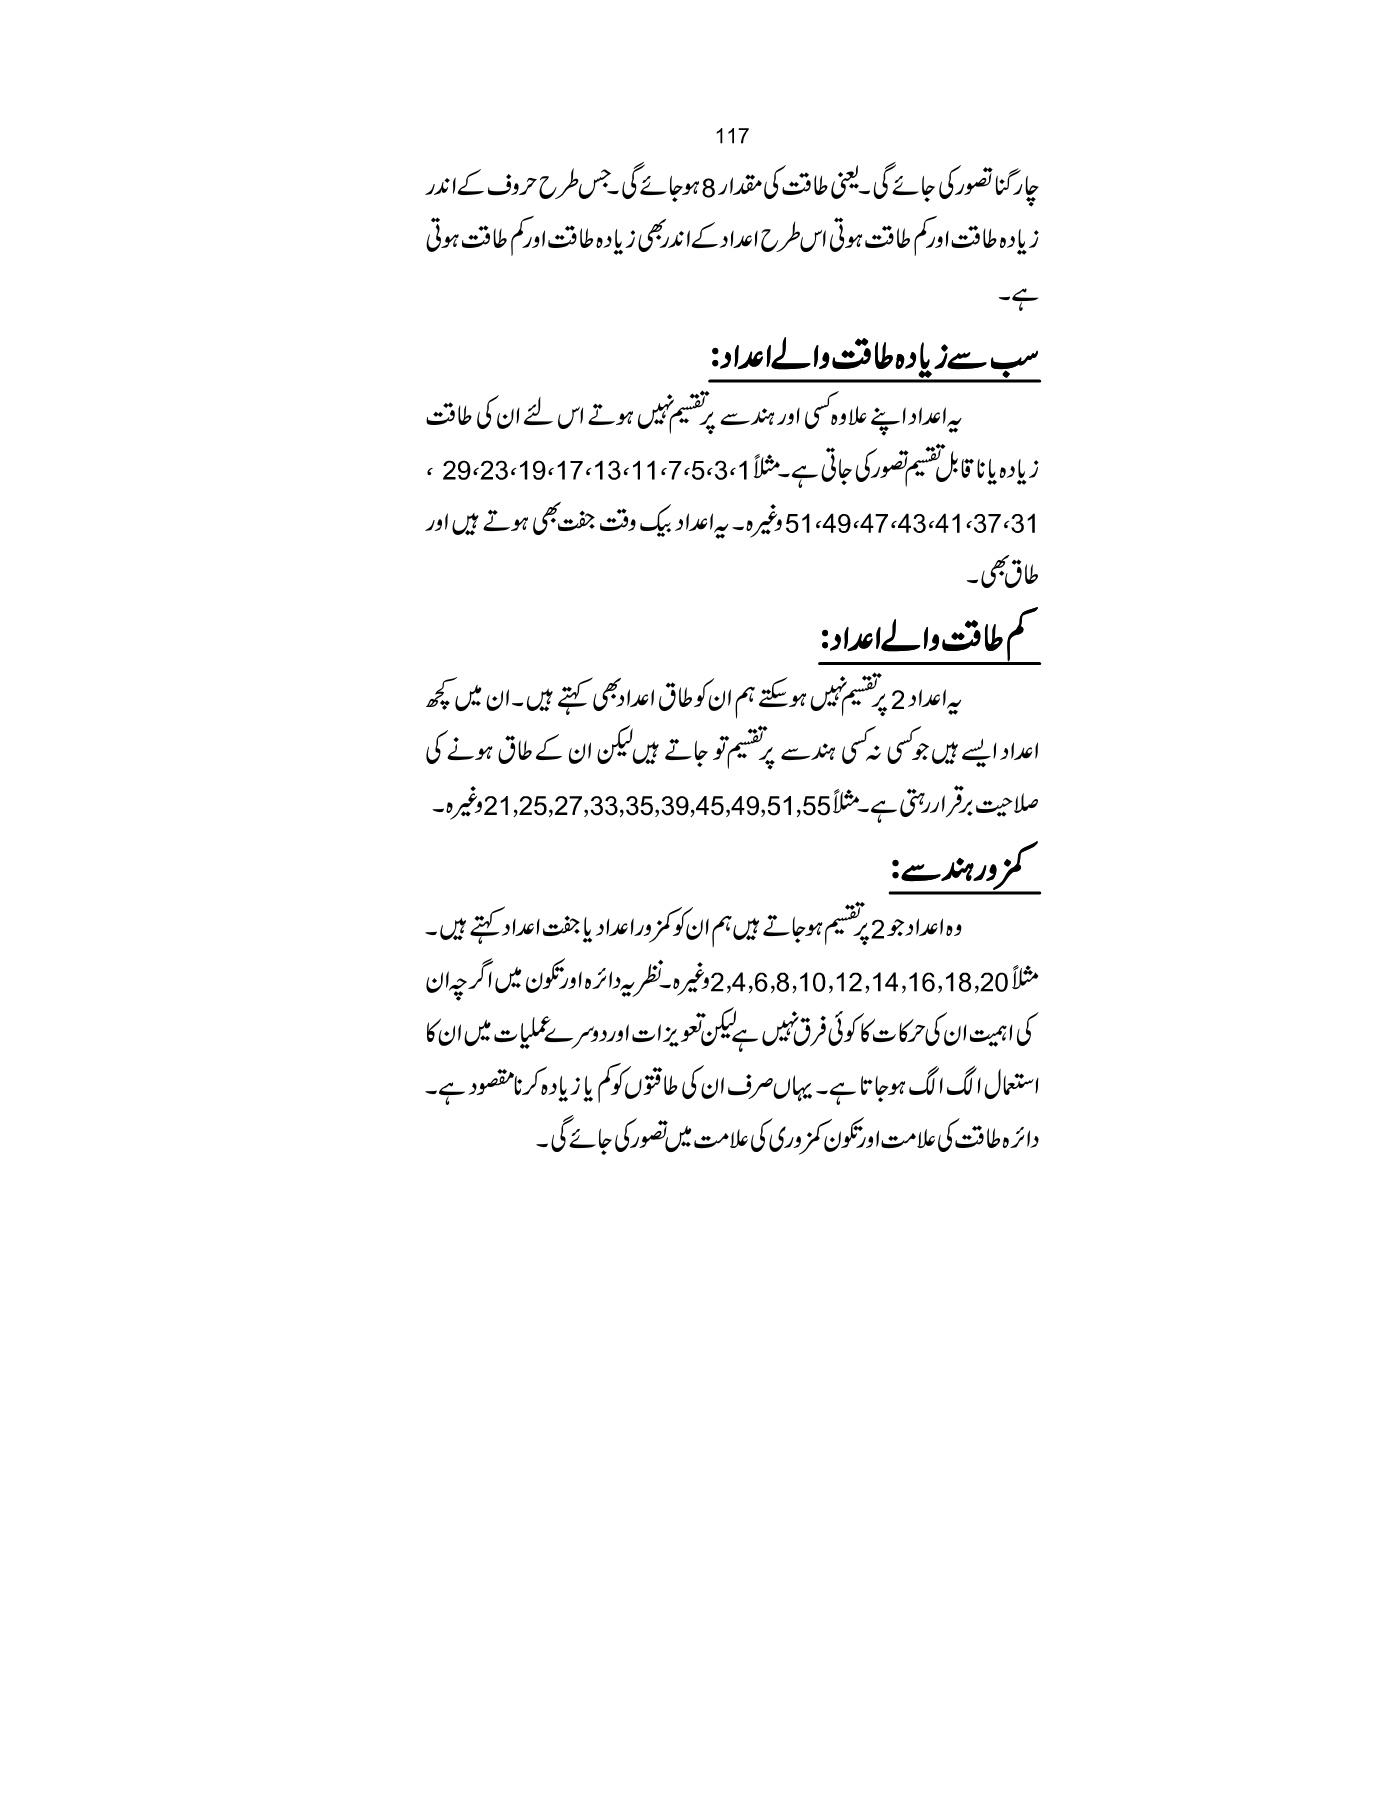 117
چار گنا تصور کی جائے گی۔ یعنی طاقت کی مقدار 8 ہو جائے گی۔ جس طرح حروف کے اندر
زیادہ طاقت اور کم طاقت ہوتی اس طرح اعداد کے اندر بھی زیادہ طاقت اور کم طاقت ہوتی
ہے۔
سب سے زیادہ طاقت والے اعداد:
یہ اعداد اپنے علاوہ کسی اور ہندسے پر تقسیم نہیں ہوتے اس لئے ان کی طاقت
زیادہ یا ناقابل تقسیم تصور کی جاتی ہے۔ مثلاً 1،3،5،7،11،13،17،19،23،29 ،
31،37،41،43،47،49،51 وغیرہ۔ یہ اعداد بیک وقت جفت بھی ہوتے ہیں اور
طاق بھی۔
کم طاقت والے اعداد:
یہ اعداد 2 پر تقسیم نہیں ہو سکتے ہم ان کو طاق اعداد بھی کہتے ہیں۔ ان میں کچھ
اعداد ایسے ہیں جو کسی نہ کسی ہندسے پر تقسیم تو جاتے ہیں لیکن ان کے طاق ہونے کی
صلاحیت برقرار رہتی ہے۔ مثلاً 21,25,27,33,35,39,45,49,51,55 وغیرہ۔
کمزور ہندسے:
وہ اعداد جو 2 پر تقسیم ہو جاتے ہیں ہم ان کو کمزور اعداد یا جفت اعداد کہتے ہیں۔
مثلاً 2,4,6,8,10,12,14,16,18,20 وغیرہ۔ نظریہ دائرہ اور تکون میں اگرچہ ان
کی اہمیت ان کی حرکات کا کوئی فرق نہیں ہے لیکن تعویزات اور دوسرے عملیات میں ان کا
استعمال الگ الگ ہو جاتا ہے۔ یہاں صرف ان کی طاقتوں کو کم یا زیادہ کرنا مقصود ہے۔
دائرہ طاقت کی علامت اور تکون کمزوری کی علامت میں تصور کی جائے گی۔